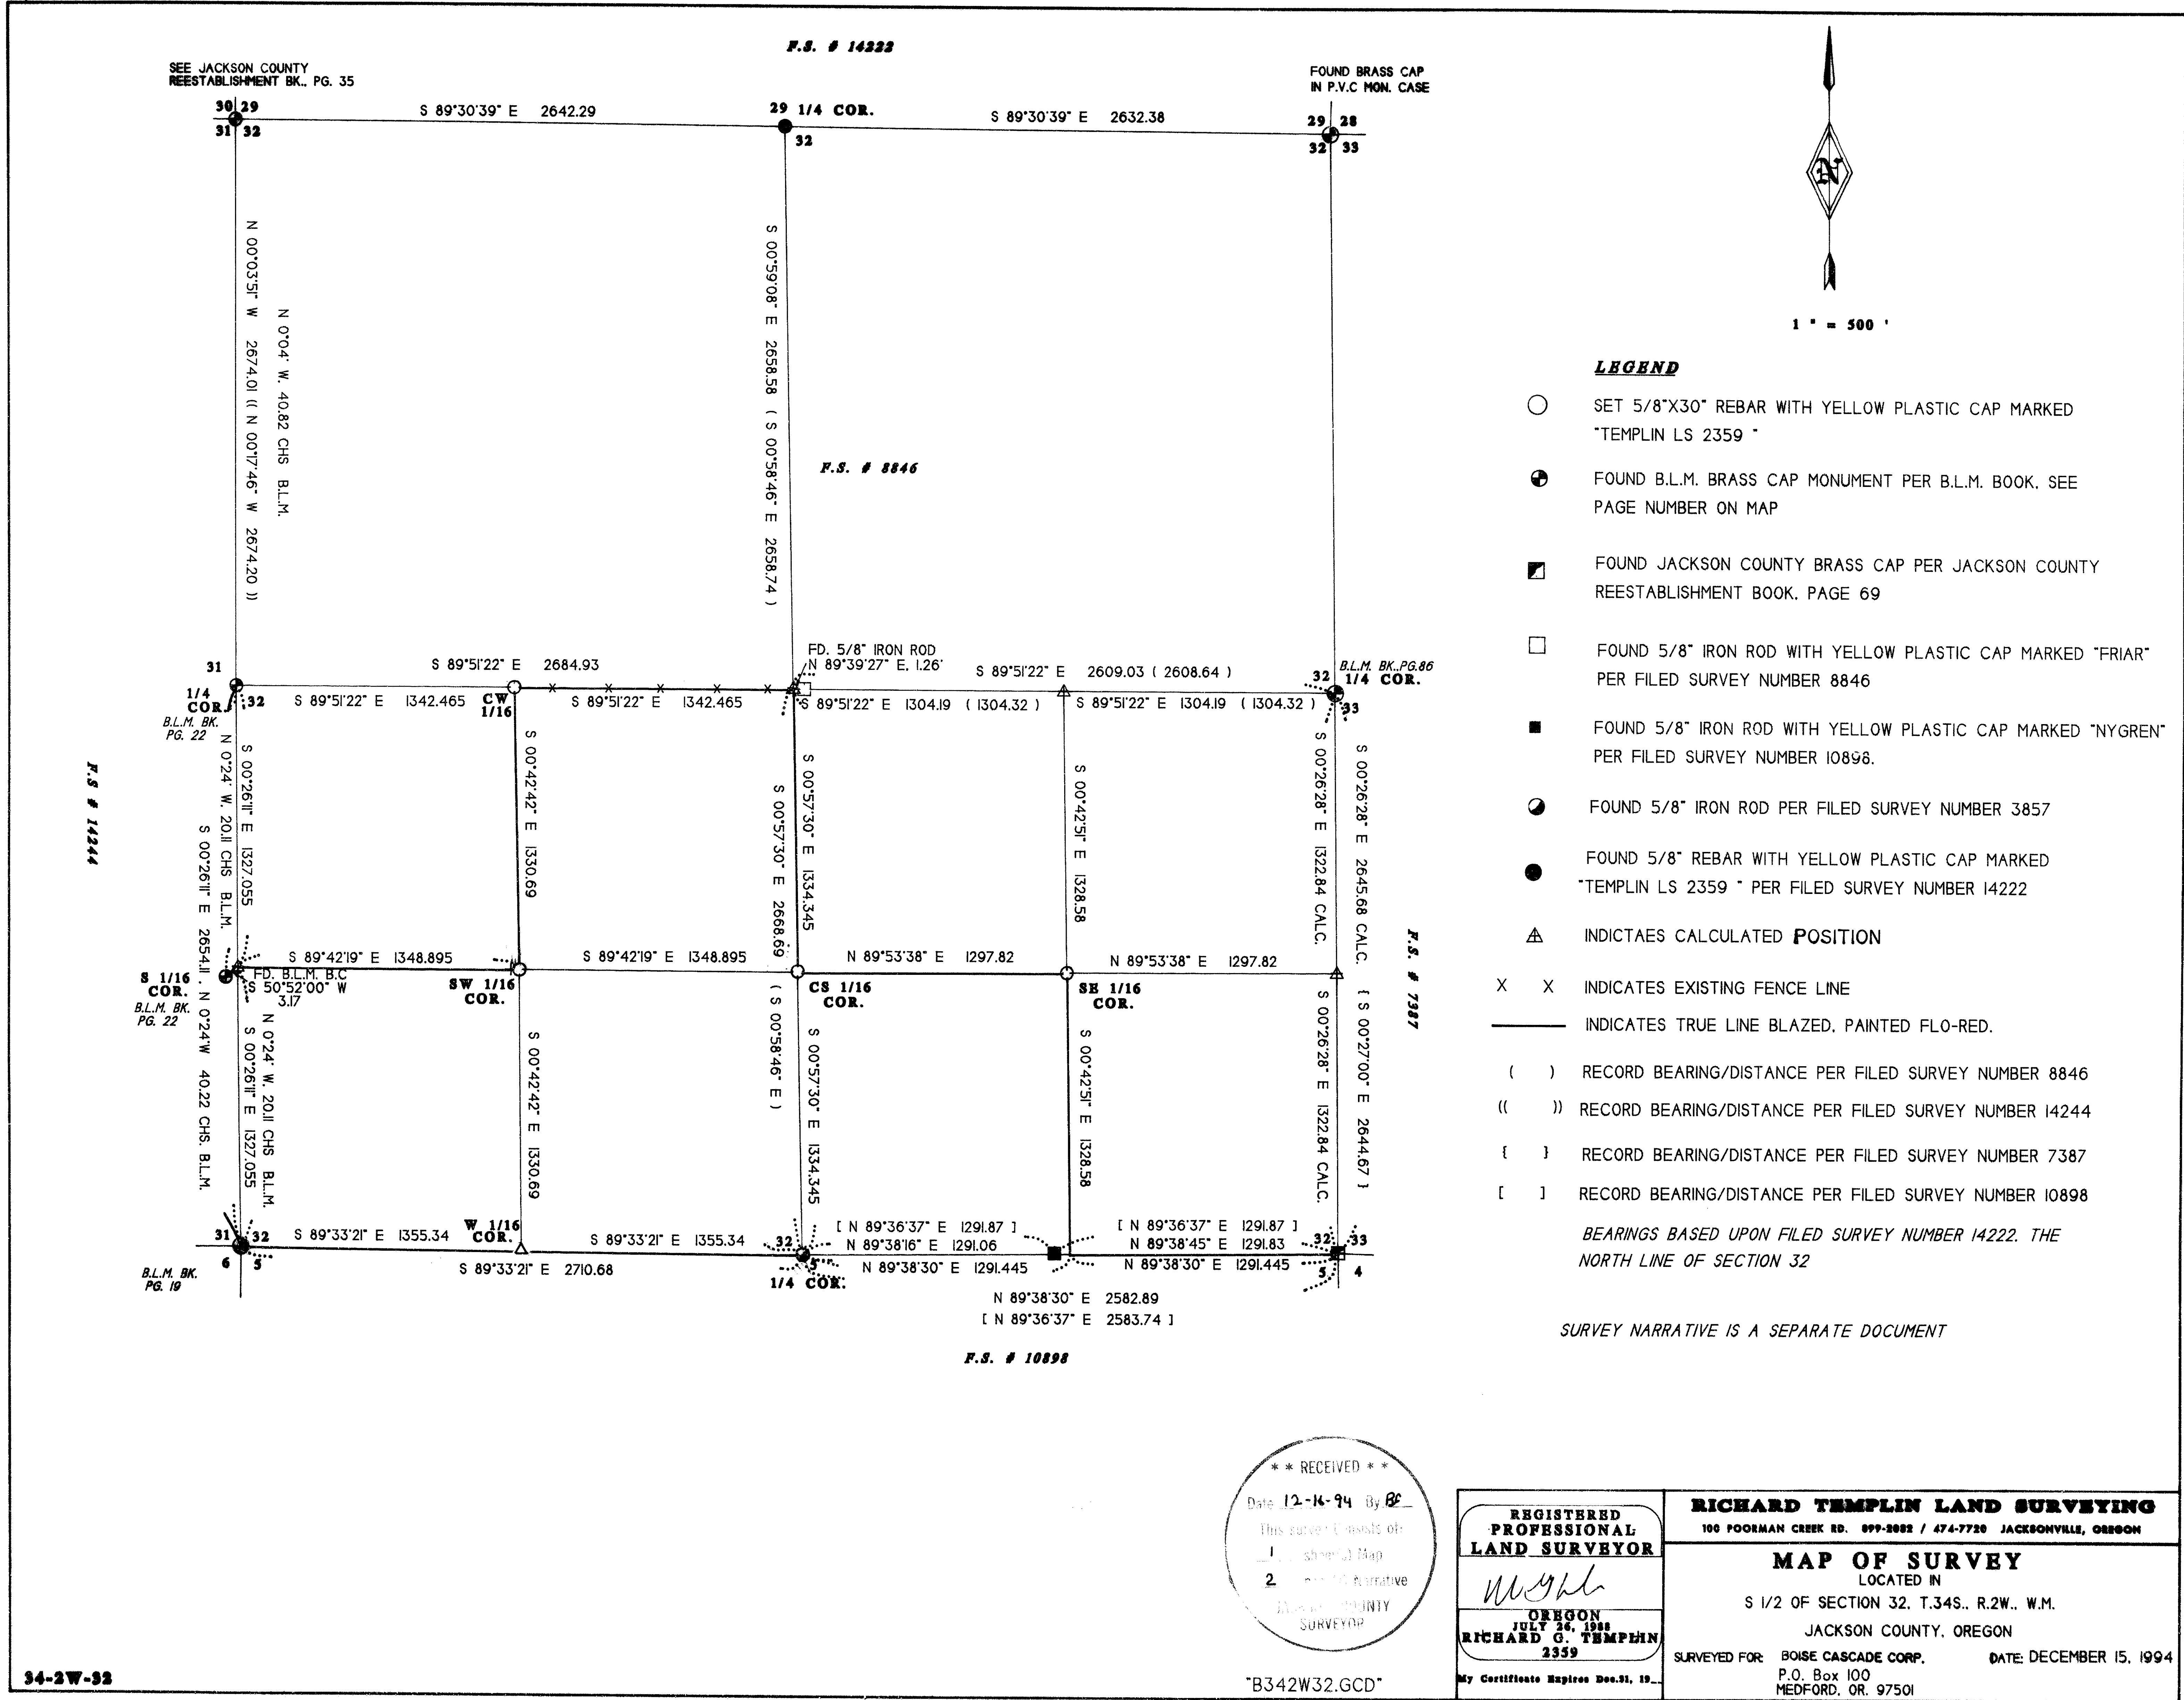 F.S. # 14222
SEE JACKSON COUNTY
REESTABLISHMENT BK., PG. 35
FOUND BRASS CAP
IN P.V.C MON. CASE
30 29
31 32
S 89°30'39" E 2642.29
29 1/4 COR.
32
S 89°30'39" E 2632.38
29 28
32 33
N 00°03'51" W 2674.01 (( N 00°17'46" W 2674.20 ))
N 0°04' W. 40.82 CHS B.L.M.
S 00°59'08" E 2658.58 ( S 00°58'46" E 2658.74 )
F.S. # 8846
FD. 5/8" IRON ROD
N 89°39'27" E, 1.26'
31
1/4
COR.
32
B.L.M. BK.
PG. 22
S 89°51'22" E 2684.93
S 89°51'22" E 1342.465
CW
1/16
S 89°51'22" E 1342.465
S 89°51'22" E 2609.03 ( 2608.64 )
S 89°51'22" E 1304.19 ( 1304.32 )
S 89°51'22" E 1304.19 ( 1304.32 )
B.L.M. BK..PG.86
32 1/4 COR.
33
F.S # 14244
N 0°24' W. 20.11 CHS B.L.M.
S 00°26'11" E 1327.055
S 00°26'11" E 2654.11 , N 0°24'W 40.22 CHS. B.L.M.
S 00°42'42" E 1330.69
S 00°57'30" E 2668.69 ( S 00°58'46" E )
S 00°57'30" E 1334.345
S 00°42'51" E 1328.58
S 00°26'28" E 1322.84 CALC.
S 00°26'28" E 2645.68 CALC. { S 00°27'00" E 2644.67 }
F.S. # 7387
S 1/16
COR.
B.L.M. BK.
PG. 22
FD. B.L.M. B.C
S 50°52'00" W
3.17
S 89°42'19" E 1348.895
SW 1/16
COR.
S 89°42'19" E 1348.895
CS 1/16
COR.
N 89°53'38" E 1297.82
SE 1/16
COR.
N 89°53'38" E 1297.82
S 00°26'11" E 1327.055
N 0°24' W. 20.11 CHS B.L.M.
S 00°42'42" E 1330.69
S 00°57'30" E 1334.345
S 00°42'51" E 1328.58
S 00°26'28" E 1322.84 CALC.
31 32
6 5
B.L.M. BK.
PG. 19
S 89°33'21" E 1355.34
W 1/16
COR.
S 89°33'21" E 1355.34
S 89°33'21" E 2710.68
32
5
1/4 COR.
[ N 89°36'37" E 1291.87 ]
N 89°38'16" E 1291.06
N 89°38'30" E 1291.445
[ N 89°36'37" E 1291.87 ]
N 89°38'45" E 1291.83
N 89°38'30" E 1291.445
32 33
5 4
N 89°38'30" E 2582.89
[ N 89°36'37" E 2583.74 ]
F.S. # 10898
N
1 " = 500 '
LEGEND
SET 5/8"X30" REBAR WITH YELLOW PLASTIC CAP MARKED
"TEMPLIN LS 2359 "
FOUND B.L.M. BRASS CAP MONUMENT PER B.L.M. BOOK, SEE
PAGE NUMBER ON MAP
FOUND JACKSON COUNTY BRASS CAP PER JACKSON COUNTY
REESTABLISHMENT BOOK, PAGE 69
FOUND 5/8" IRON ROD WITH YELLOW PLASTIC CAP MARKED "FRIAR"
PER FILED SURVEY NUMBER 8846
FOUND 5/8" IRON ROD WITH YELLOW PLASTIC CAP MARKED "NYGREN"
PER FILED SURVEY NUMBER 10898.
FOUND 5/8" IRON ROD PER FILED SURVEY NUMBER 3857
FOUND 5/8" REBAR WITH YELLOW PLASTIC CAP MARKED
"TEMPLIN LS 2359 " PER FILED SURVEY NUMBER 14222
INDICTAES CALCULATED POSITION
X X INDICATES EXISTING FENCE LINE
INDICATES TRUE LINE BLAZED, PAINTED FLO-RED.
( ) RECORD BEARING/DISTANCE PER FILED SURVEY NUMBER 8846
(( )) RECORD BEARING/DISTANCE PER FILED SURVEY NUMBER 14244
{ } RECORD BEARING/DISTANCE PER FILED SURVEY NUMBER 7387
[ ] RECORD BEARING/DISTANCE PER FILED SURVEY NUMBER 10898
BEARINGS BASED UPON FILED SURVEY NUMBER 14222. THE
NORTH LINE OF SECTION 32
SURVEY NARRATIVE IS A SEPARATE DOCUMENT
* * RECEIVED * *
Date 12-16-94 By BF
This survey consists of:
1 sheet(s) Map
2 Narrative
COUNTY
SURVEYOR
"B342W32.GCD"
REGISTERED
PROFESSIONAL
LAND SURVEYOR
OREGON
JULY 26, 1988
RICHARD G. TEMPLIN
2359
My Certificate Expires Dec.31, 19__
RICHARD TEMPLIN LAND SURVEYING
100 POORMAN CREEK RD. 899-2082 / 474-7720 JACKSONVILLE, OREGON
MAP OF SURVEY
LOCATED IN
S 1/2 OF SECTION 32, T.34S., R.2W., W.M.
JACKSON COUNTY, OREGON
SURVEYED FOR: BOISE CASCADE CORP. DATE: DECEMBER 15, 1994
P.O. Box 100
MEDFORD, OR. 97501
34-2W-32